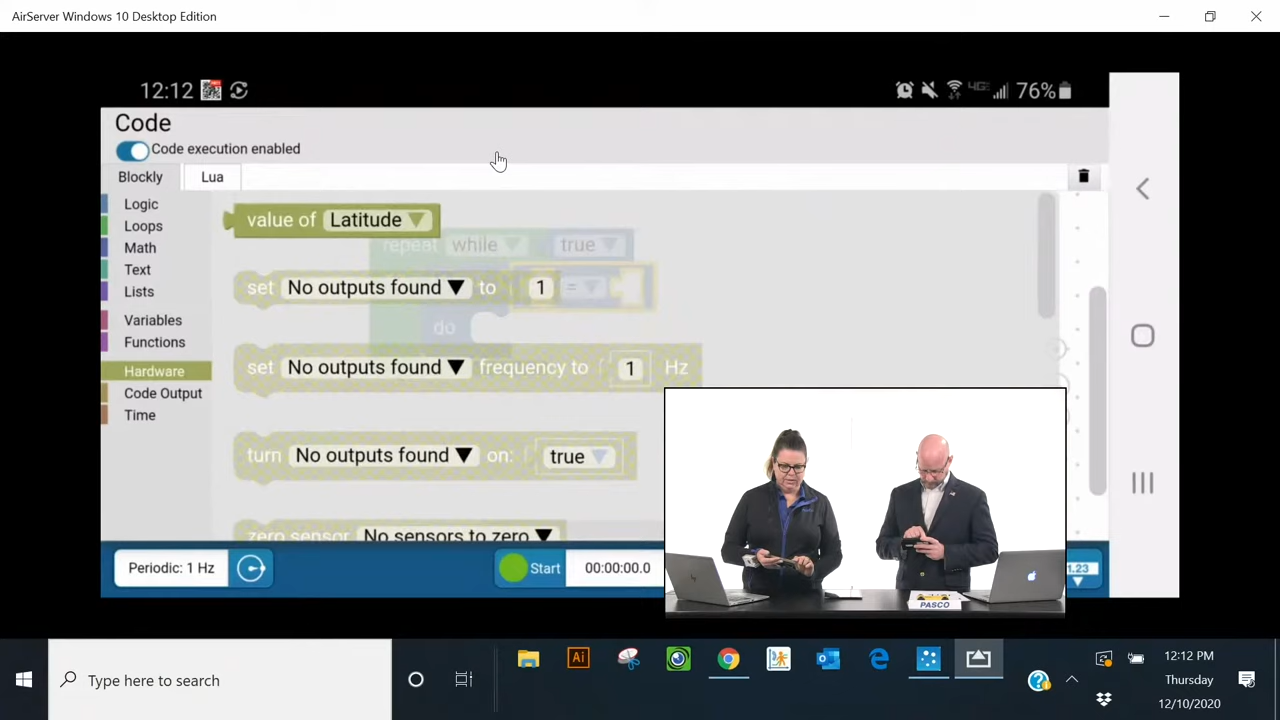 AirServer Windows 10 Desktop Edition
12:12
4G
76%
Code
Code execution enabled
Blockly
Lua
Logic
Loops
Math
Text
Lists
Variables
Functions
Hardware
Code Output
Time
value of Latitude
repeat while true
set No outputs found to 1 =
do
set No outputs found frequency to 1 Hz
turn No outputs found on: true
zero sensor No sensors to zero
Periodic: 1 Hz
Start
00:00:00.0
1.23
PASCO
Type here to search
Ai
12:12 PM
Thursday
12/10/2020